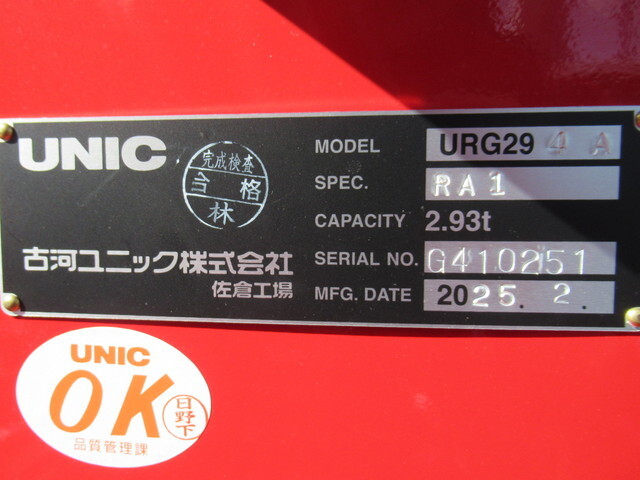 UNIC
完成検査
合格
林
古河ユニック株式会社
佐倉工場
MODEL URG294A
SPEC. RA1
CAPACITY 2.93t
SERIAL NO. G410251
MFG. DATE 2025. 2.
UNIC
OK
日野下
品質管理課